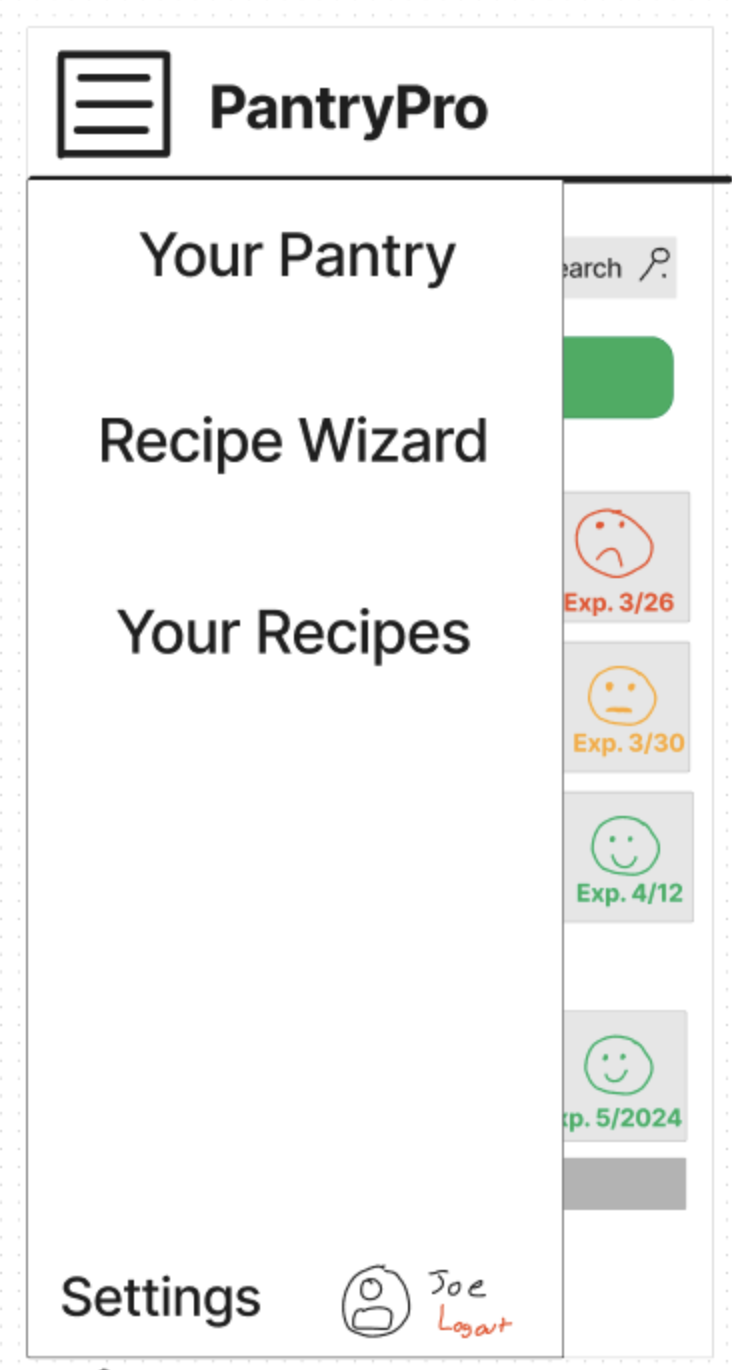 PantryPro
Your Pantry
earch
Recipe Wizard
Exp. 3/26
Your Recipes
Exp. 3/30
Exp. 4/12
xp. 5/2024
Settings
Joe
Logout